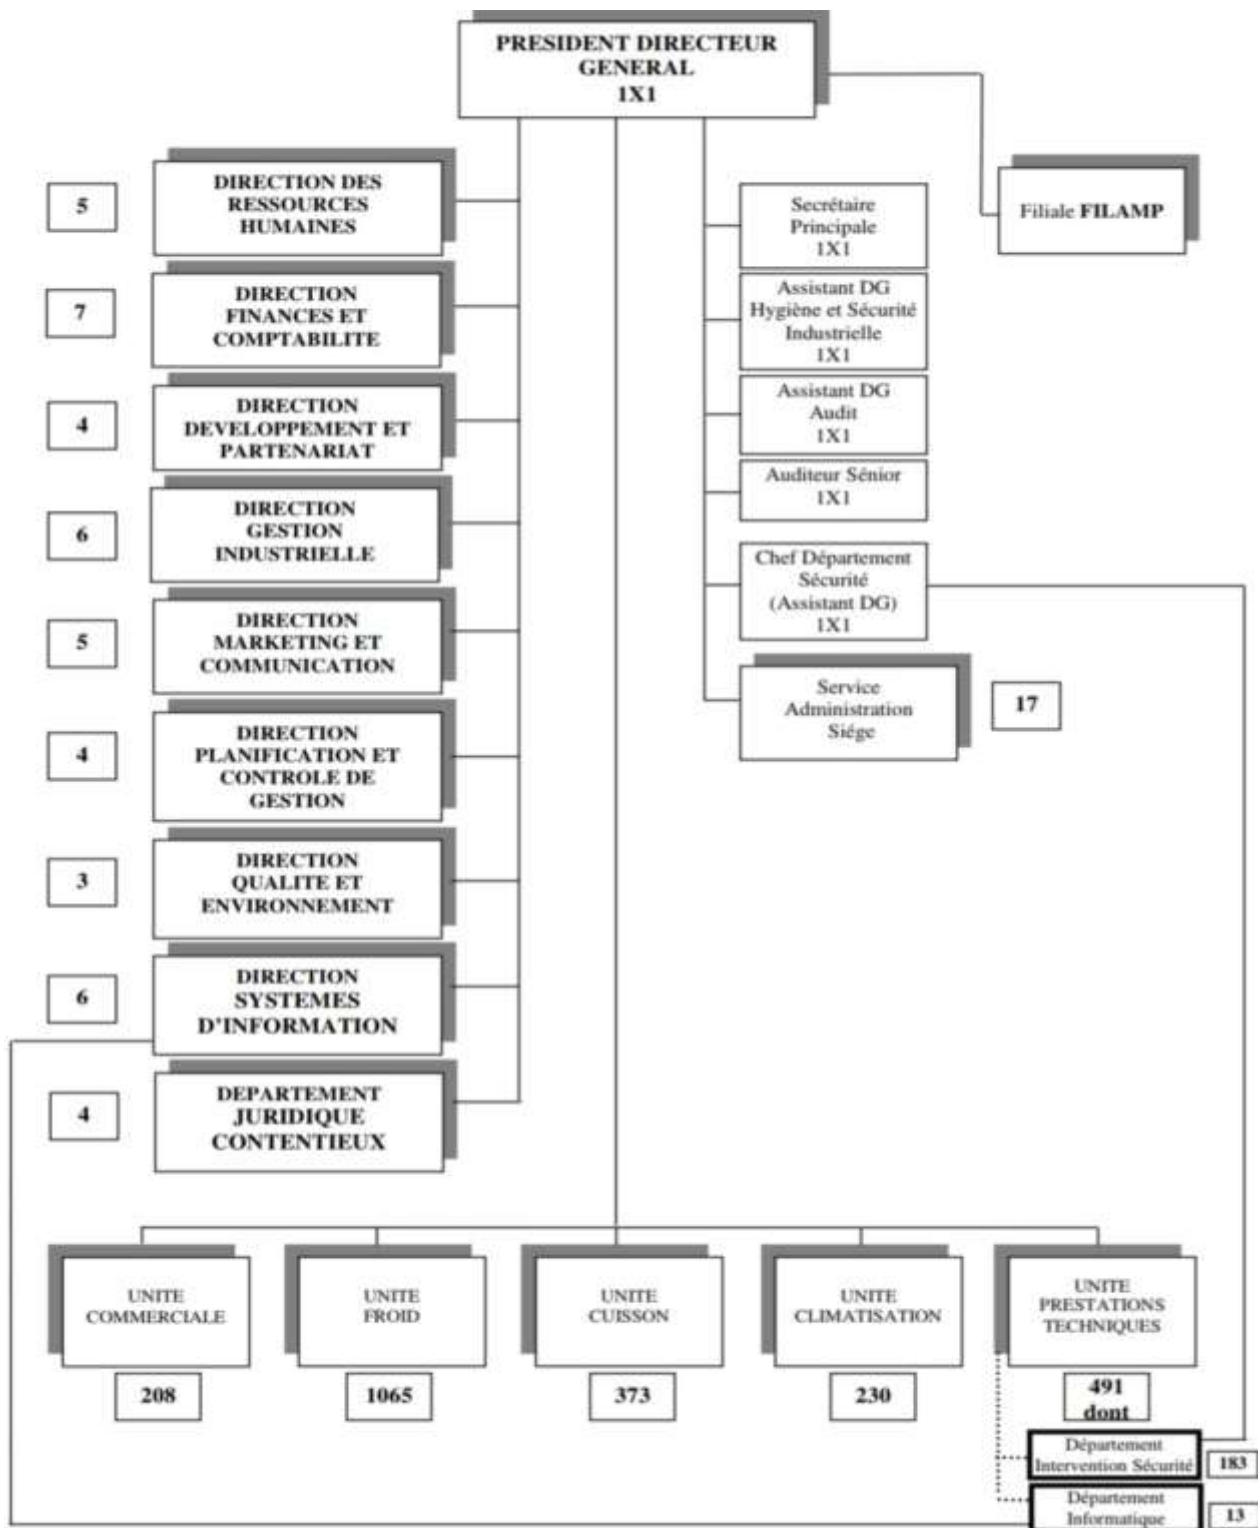 PRESIDENT DIRECTEUR
GENERAL
1X1
Filiale FILAMP
5
DIRECTION DES
RESSOURCES
HUMAINES
7
DIRECTION
FINANCES ET
COMPTABILITE
4
DIRECTION
DEVELOPPEMENT ET
PARTENARIAT
6
DIRECTION
GESTION
INDUSTRIELLE
5
DIRECTION
MARKETING ET
COMMUNICATION
4
DIRECTION
PLANIFICATION ET
CONTROLE DE
GESTION
3
DIRECTION
QUALITE ET
ENVIRONNEMENT
6
DIRECTION
SYSTEMES
D'INFORMATION
4
DEPARTEMENT
JURIDIQUE
CONTENTIEUX
Secrétaire
Principale
1X1
Assistant DG
Hygiène et Sécurité
Industrielle
1X1
Assistant DG
Audit
1X1
Auditeur Sénior
1X1
Chef Département
Sécurité
(Assistant DG)
1X1
Service
Administration
Siége
17
UNITE
COMMERCIALE
208
UNITE
FROID
1065
UNITE
CUISSON
373
UNITE
CLIMATISATION
230
UNITE
PRESTATIONS
TECHNIQUES
491
dont
Département
Intervention Sécurité
183
Département
Informatique
13